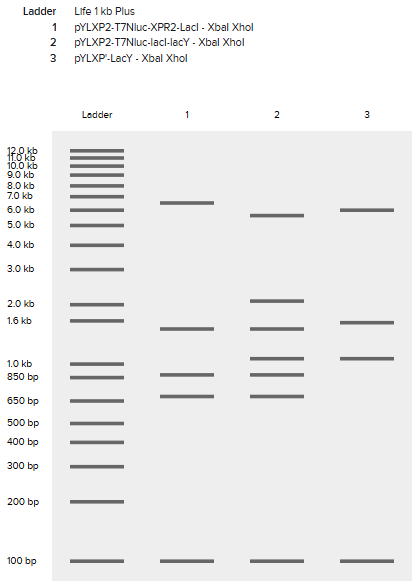 Ladder Life 1 kb Plus
1 pYLXP2-T7Nluc-XPR2-LacI - XbaI XhoI
2 pYLXP2-T7Nluc-lacI-lacY - XbaI XhoI
3 pYLXP'-LacY - XbaI XhoI
Ladder 1 2 3
12.0 kb
11.0 kb
10.0 kb
9.0 kb
8.0 kb
7.0 kb
6.0 kb
5.0 kb
4.0 kb
3.0 kb
2.0 kb
1.6 kb
1.0 kb
850 bp
650 bp
500 bp
400 bp
300 bp
200 bp
100 bp